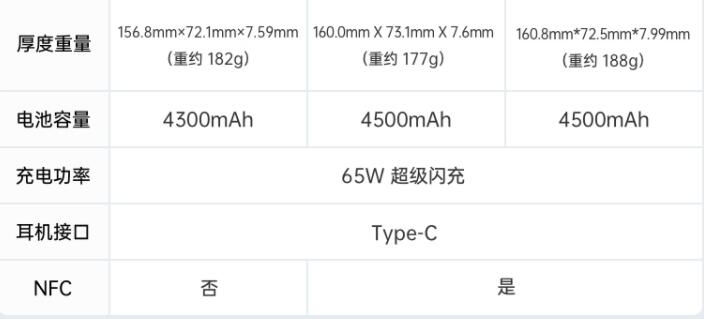 厚度重量
156.8mm×72.1mm×7.59mm
(重约 182g)
160.0mm X 73.1mm X 7.6mm
(重约 177g)
160.8mm*72.5mm*7.99mm
(重约 188g)
电池容量
4300mAh
4500mAh
4500mAh
充电功率
65W 超级闪充
耳机接口
Type-C
NFC
否
是